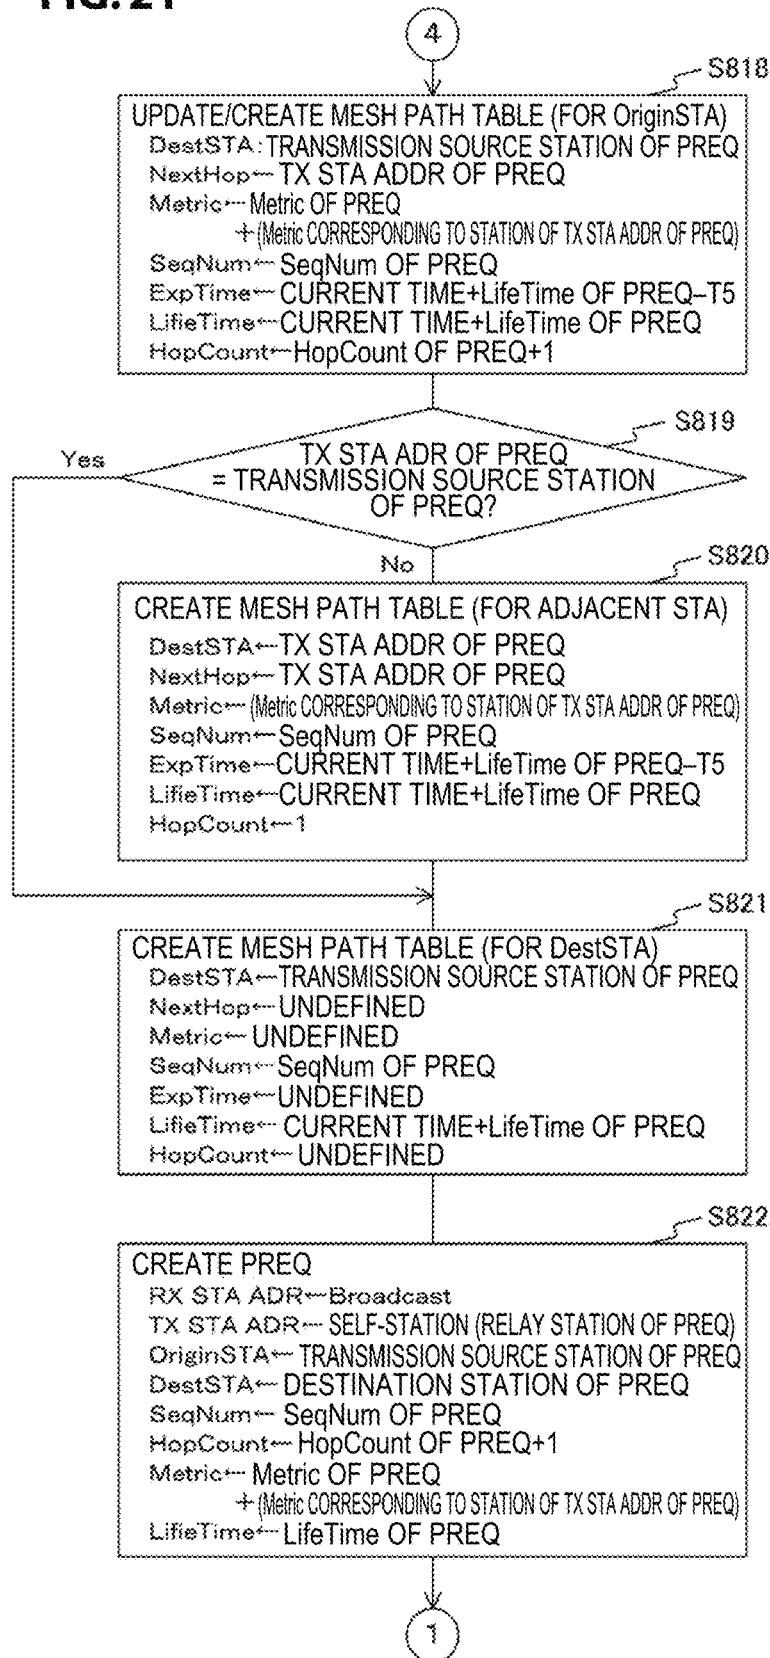 FIG. 21
4
S818
UPDATE/CREATE MESH PATH TABLE (FOR OriginSTA)
DestSTA:TRANSMISSION SOURCE STATION OF PREQ
NextHop←TX STA ADDR OF PREQ
Metric←Metric OF PREQ
+(Metric CORRESPONDING TO STATION OF TX STA ADDR OF PREQ)
SeqNum←SeqNum OF PREQ
ExpTime←CURRENT TIME+LifeTime OF PREQ–T5
LifieTime←CURRENT TIME+LifeTime OF PREQ
HopCount←HopCount OF PREQ+1
S819
Yes
TX STA ADR OF PREQ
= TRANSMISSION SOURCE STATION
OF PREQ?
No
S820
CREATE MESH PATH TABLE (FOR ADJACENT STA)
DestSTA←TX STA ADDR OF PREQ
NextHop←TX STA ADDR OF PREQ
Metric←(Metric CORRESPONDING TO STATION OF TX STA ADDR OF PREQ)
SeqNum←SeqNum OF PREQ
ExpTime←CURRENT TIME+LifeTime OF PREQ–T5
LifieTime←CURRENT TIME+LifeTime OF PREQ
HopCount←1
S821
CREATE MESH PATH TABLE (FOR DestSTA)
DestSTA←TRANSMISSION SOURCE STATION OF PREQ
NextHop←UNDEFINED
Metric←UNDEFINED
SeqNum←SeqNum OF PREQ
ExpTime←UNDEFINED
LifieTime←CURRENT TIME+LifeTime OF PREQ
HopCount←UNDEFINED
S822
CREATE PREQ
RX STA ADR←Broadcast
TX STA ADR←SELF-STATION (RELAY STATION OF PREQ)
OriginSTA←TRANSMISSION SOURCE STATION OF PREQ
DestSTA←DESTINATION STATION OF PREQ
SeqNum←SeqNum OF PREQ
HopCount←HopCount OF PREQ+1
Metric←Metric OF PREQ
+(Metric CORRESPONDING TO STATION OF TX STA ADDR OF PREQ)
LifieTime←LifeTime OF PREQ
1